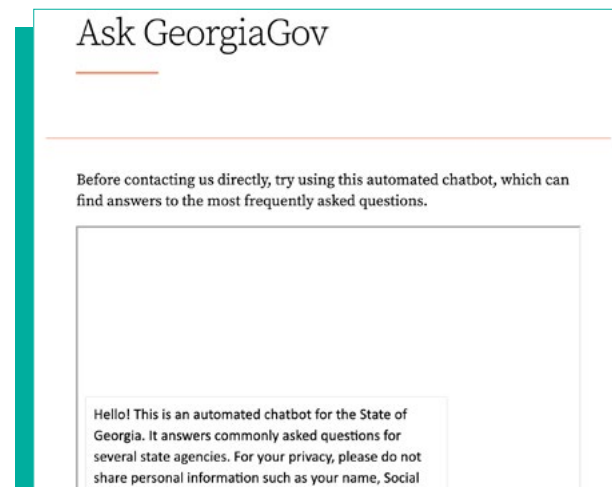 Ask GeorgiaGov
Before contacting us directly, try using this automated chatbot, which can
find answers to the most frequently asked questions.
Hello! This is an automated chatbot for the State of
Georgia. It answers commonly asked questions for
several state agencies. For your privacy, please do not
share personal information such as your name, Social